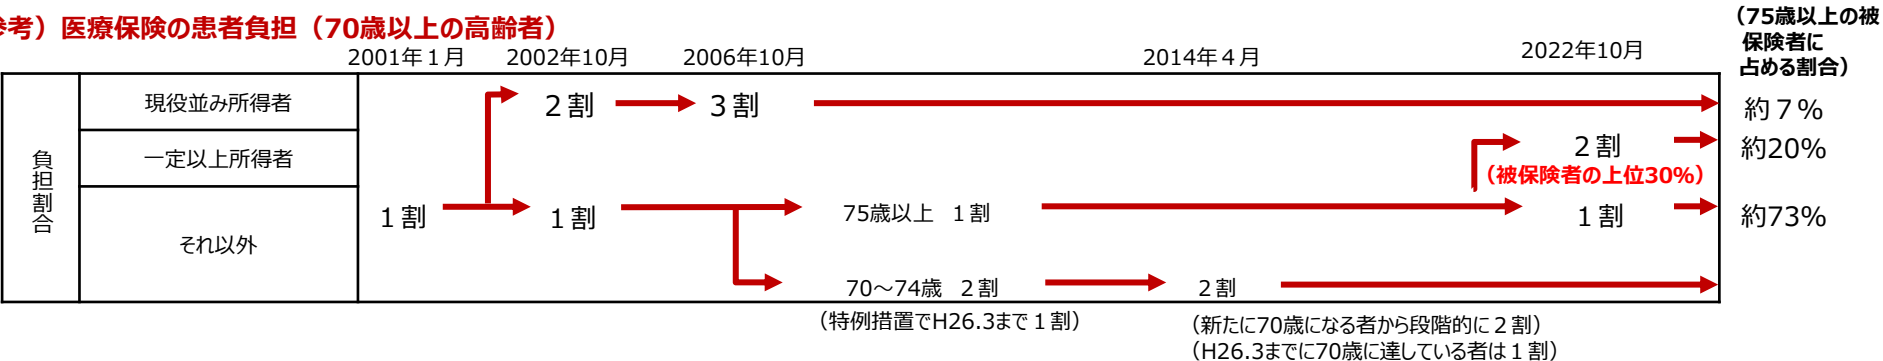 考）医療保険の患者負担（70歳以上の高齢者）
（75歳以上の被
保険者に
占める割合）
2001年１月
2002年10月
2006年10月
2014年４月
2022年10月
負担割合
現役並み所得者
２割
３割
約７%
一定以上所得者
２割
約20%
（被保険者の上位30%）
それ以外
１割
１割
75歳以上　１割
１割
約73%
70～74歳　２割
２割
（特例措置でH26.3まで１割）
（新たに70歳になる者から段階的に２割）
（H26.3までに70歳に達している者は１割）